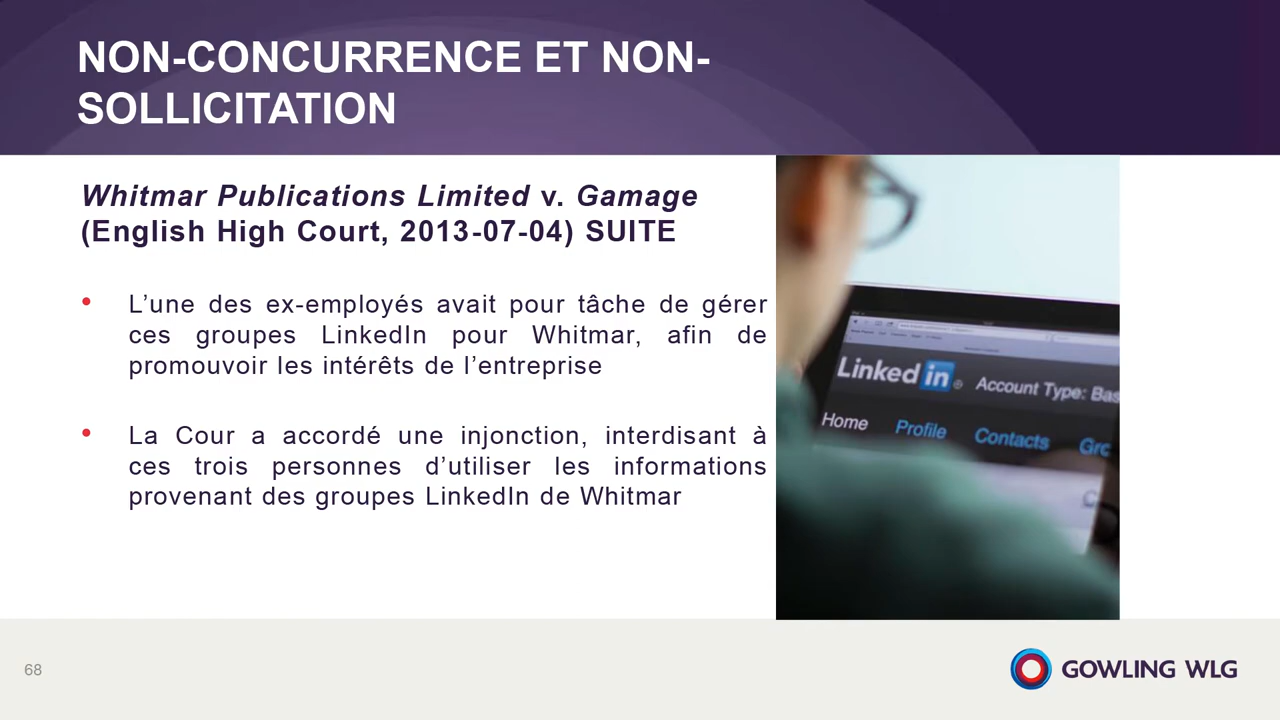 NON-CONCURRENCE ET NON-
SOLLICITATION
Whitmar Publications Limited v. Gamage
(English High Court, 2013-07-04) SUITE
• L’une des ex-employés avait pour tâche de gérer
ces groupes LinkedIn pour Whitmar, afin de
promouvoir les intérêts de l’entreprise
• La Cour a accordé une injonction, interdisant à
ces trois personnes d’utiliser les informations
provenant des groupes LinkedIn de Whitmar
Linked in Account Type: Bas
Home Profile Contacts Gro
68
GOWLING WLG